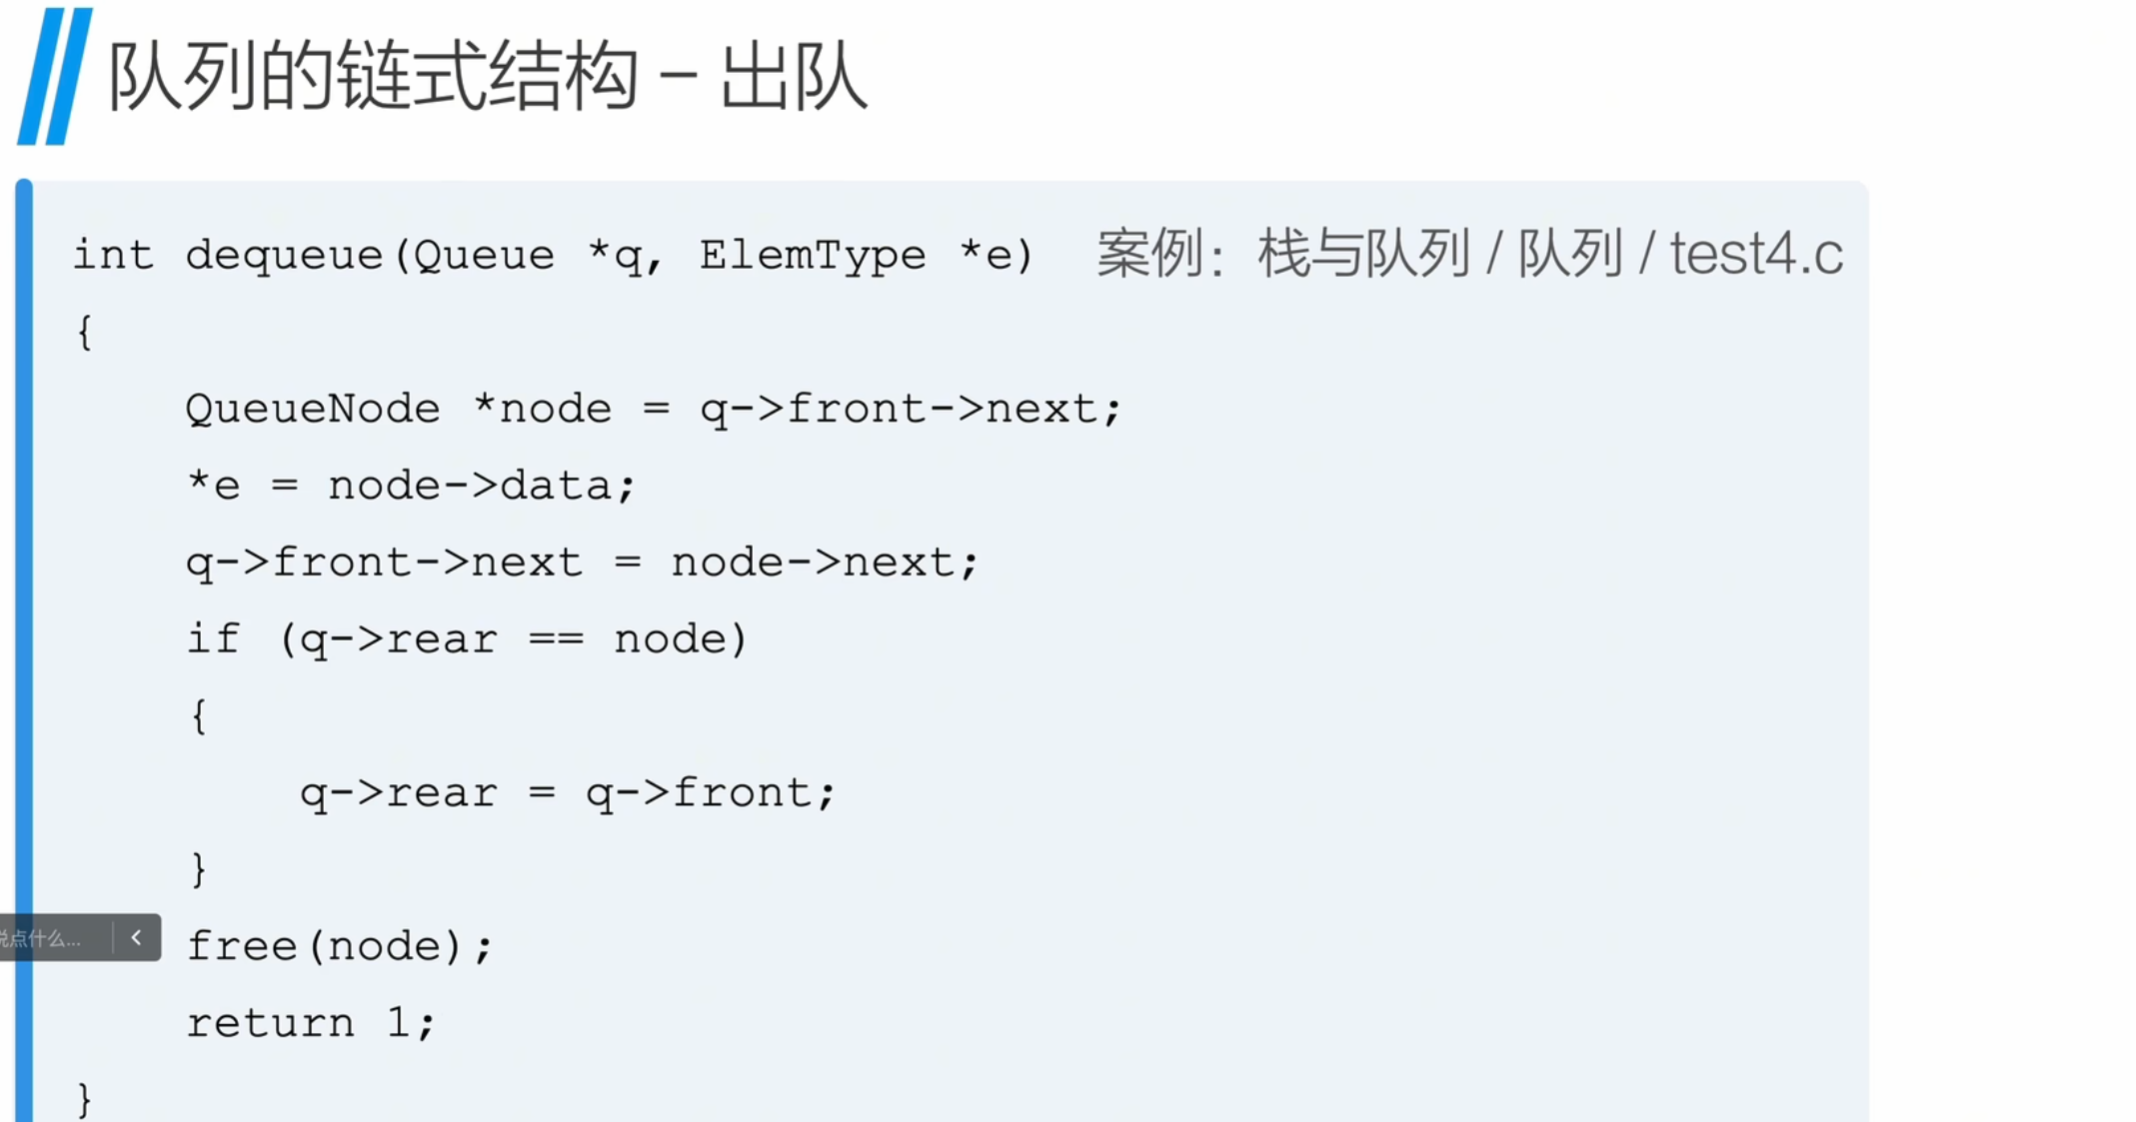 队列的链式结构 – 出队
int dequeue(Queue *q, ElemType *e) 案例：栈与队列 / 队列 / test4.c
{
QueueNode *node = q->front->next;
*e = node->data;
q->front->next = node->next;
if (q->rear == node)
{
q->rear = q->front;
}
说点什么...
free(node);
return 1;
}